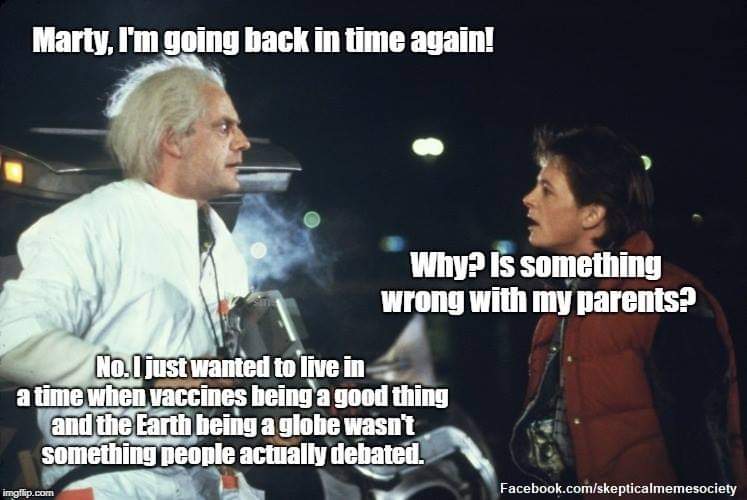 Marty, I'm going back in time again!
Why? Is something
wrong with my parents?
No. I just wanted to live in
a time when vaccines being a good thing
and the Earth being a globe wasn't
something people actually debated.
imgflip.com
Facebook.com/skepticalmemesociety